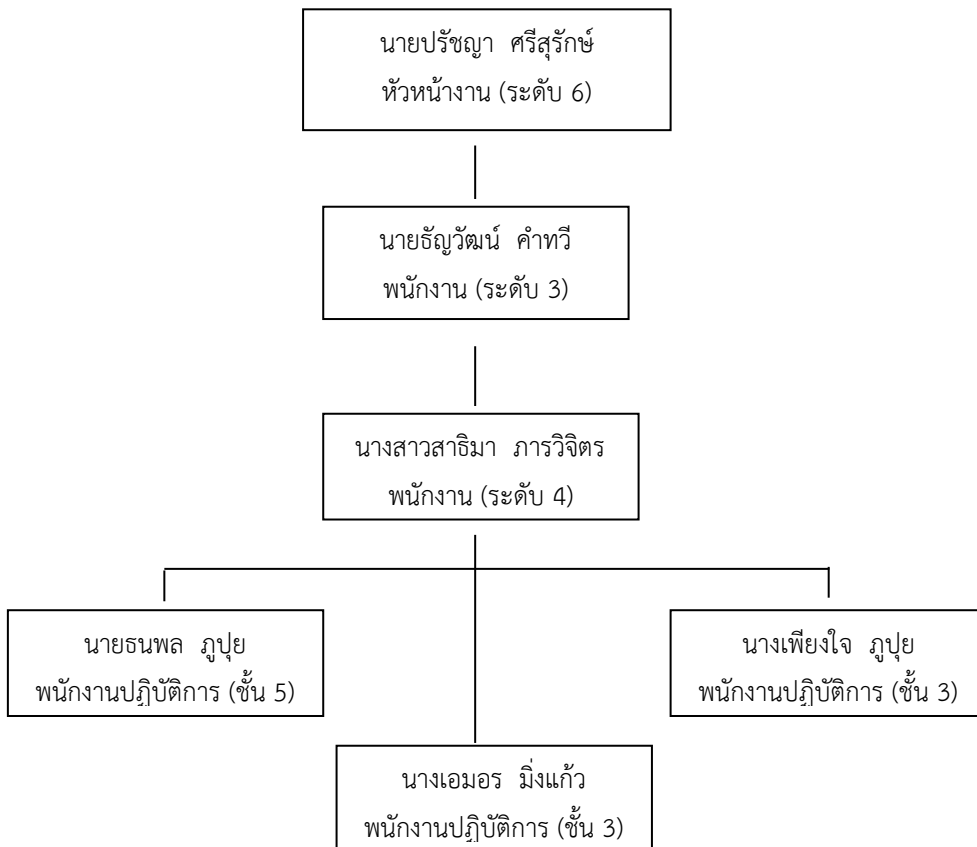 นายปรัชญา ศรีสุรักษ์
หัวหน้างาน (ระดับ 6)
นายธัญวัฒน์ คำทวี
พนักงาน (ระดับ 3)
นางสาวสาธิมา ภารวิจิตร
พนักงาน (ระดับ 4)
นายธนพล ภูปุย
พนักงานปฏิบัติการ (ชั้น 5)
นางเพียงใจ ภูปุย
พนักงานปฏิบัติการ (ชั้น 3)
นางเอมอร มิ่งแก้ว
พนักงานปฏิบัติการ (ชั้น 3)